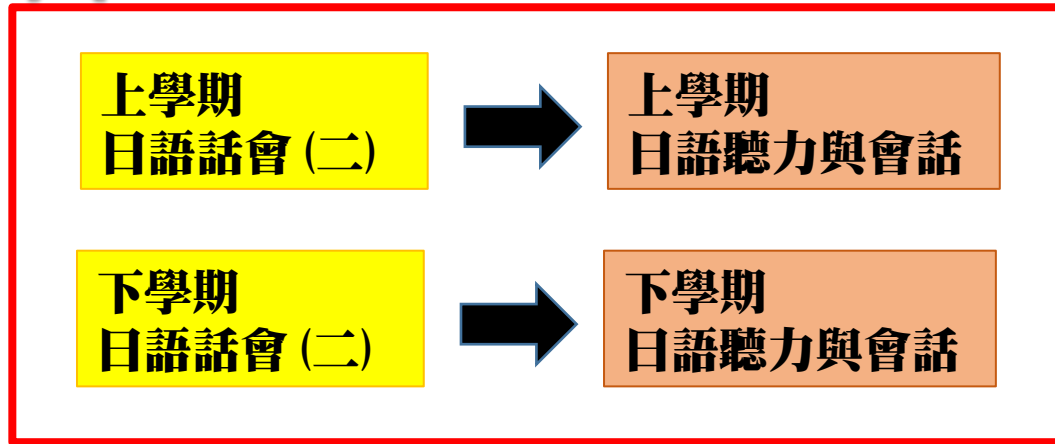 上學期
日語話會 (二)
上學期
日語聽力與會話
下學期
日語話會 (二)
下學期
日語聽力與會話